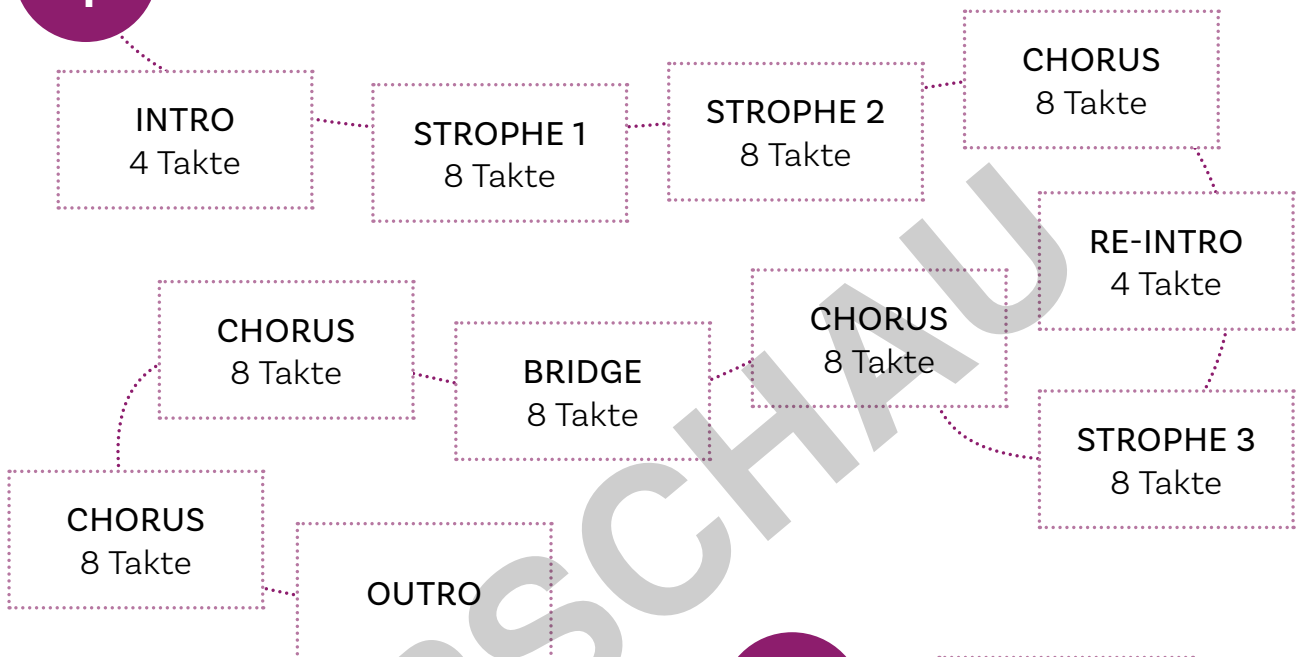 INTRO
4 Takte
STROPHE 1
8 Takte
STROPHE 2
8 Takte
CHORUS
8 Takte
RE-INTRO
4 Takte
STROPHE 3
8 Takte
CHORUS
8 Takte
BRIDGE
8 Takte
CHORUS
8 Takte
CHORUS
8 Takte
OUTRO